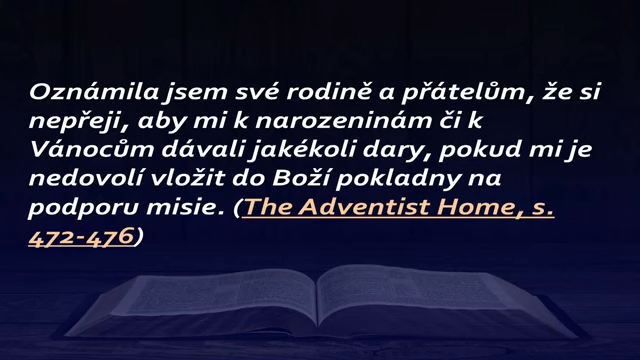 Oznámila jsem své rodině a přátelům, že si
nepřeji, aby mi k narozeninám či k
Vánocům dávali jakékoli dary, pokud mi je
nedovolí vložit do Boží pokladny na
podporu misie. (The Adventist Home, s.
472-476)